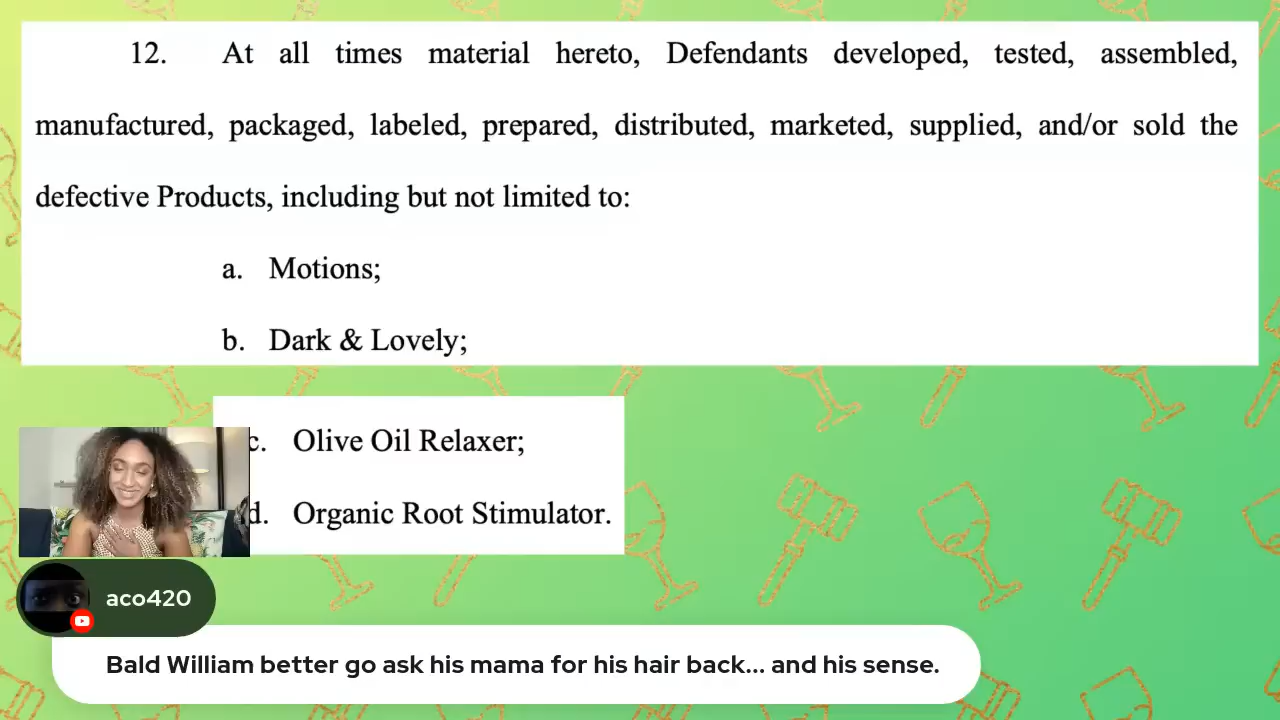 12. At all times material hereto, Defendants developed, tested, assembled,
manufactured, packaged, labeled, prepared, distributed, marketed, supplied, and/or sold the
defective Products, including but not limited to:
a. Motions;
b. Dark & Lovely;
c. Olive Oil Relaxer;
d. Organic Root Stimulator.
aco420
Bald William better go ask his mama for his hair back... and his sense.